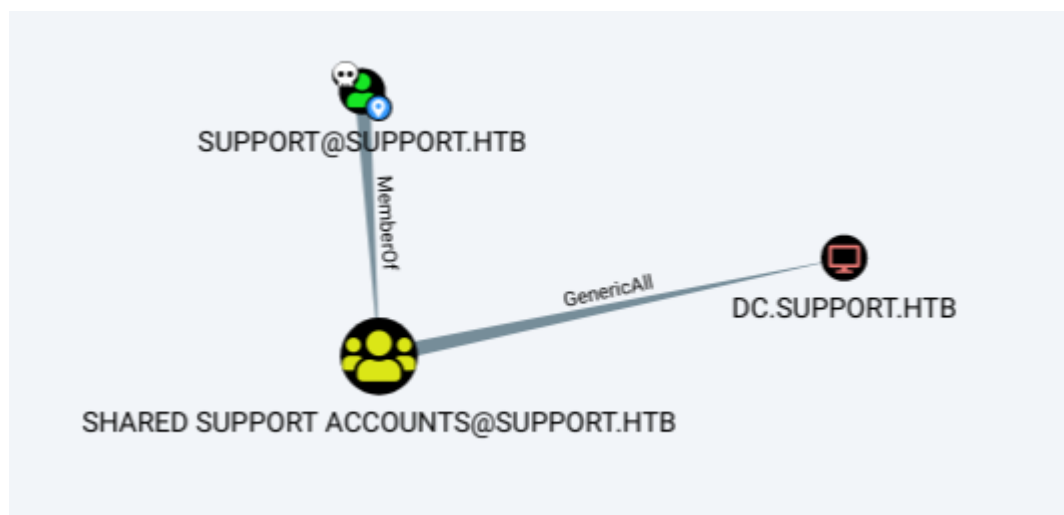 SUPPORT@SUPPORT.HTB
MemberOf
GenericAll
DC.SUPPORT.HTB
SHARED SUPPORT ACCOUNTS@SUPPORT.HTB